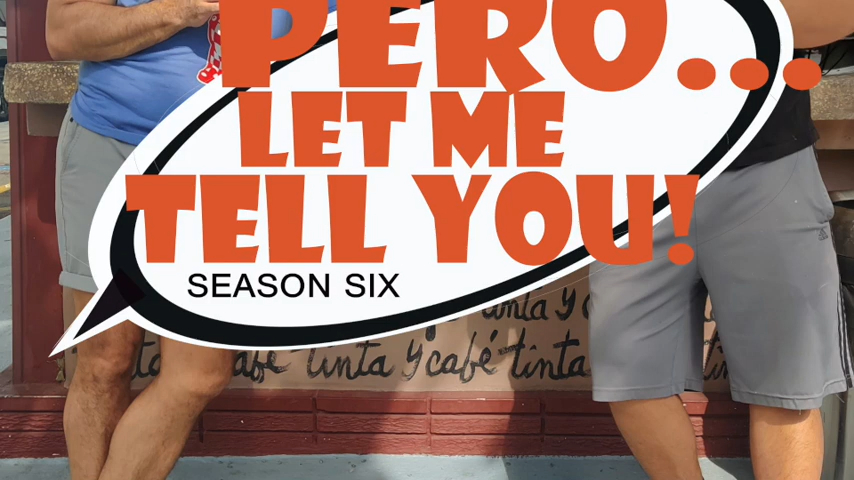 PERO...
LET ME
TELL YOU!
SEASON SIX
tinta y
café tinta y café tinta